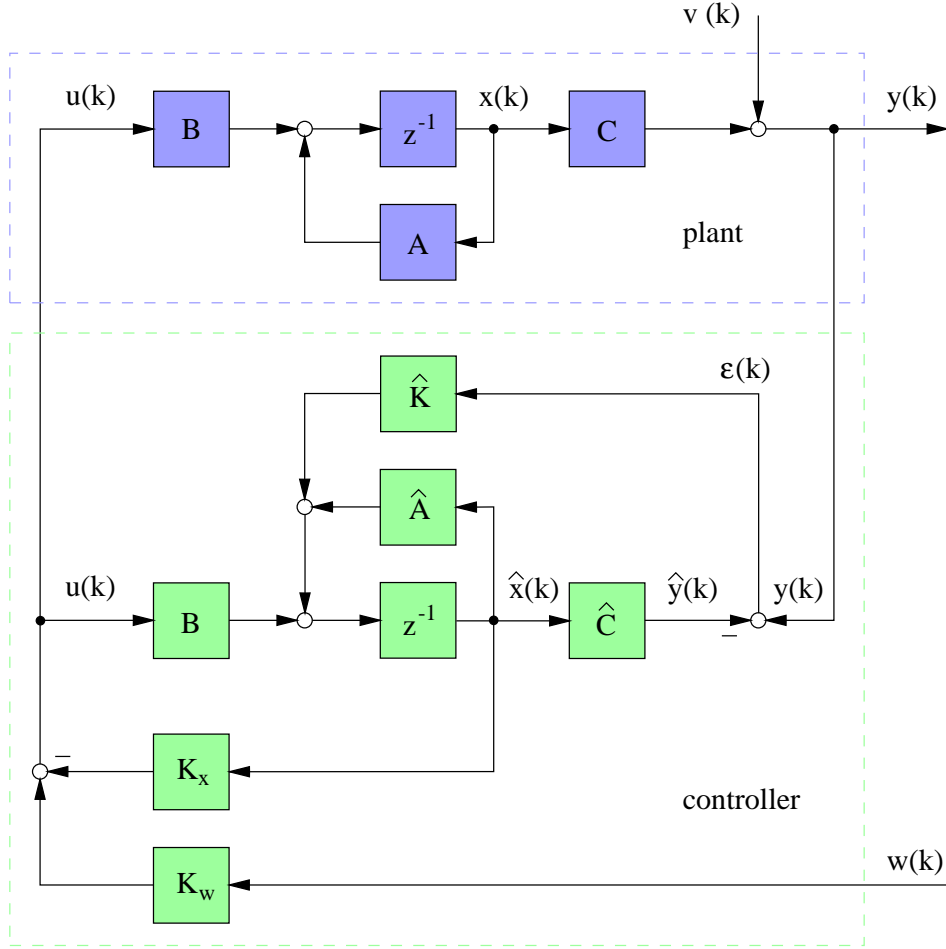 v (k)
u(k)
B
z⁻¹
x(k)
C
y(k)
A
plant
K̂
ε(k)
Â
u(k)
B
z⁻¹
x̂(k)
Ĉ
ŷ(k)
–
y(k)
–
Kₓ
controller
K_w
w(k)